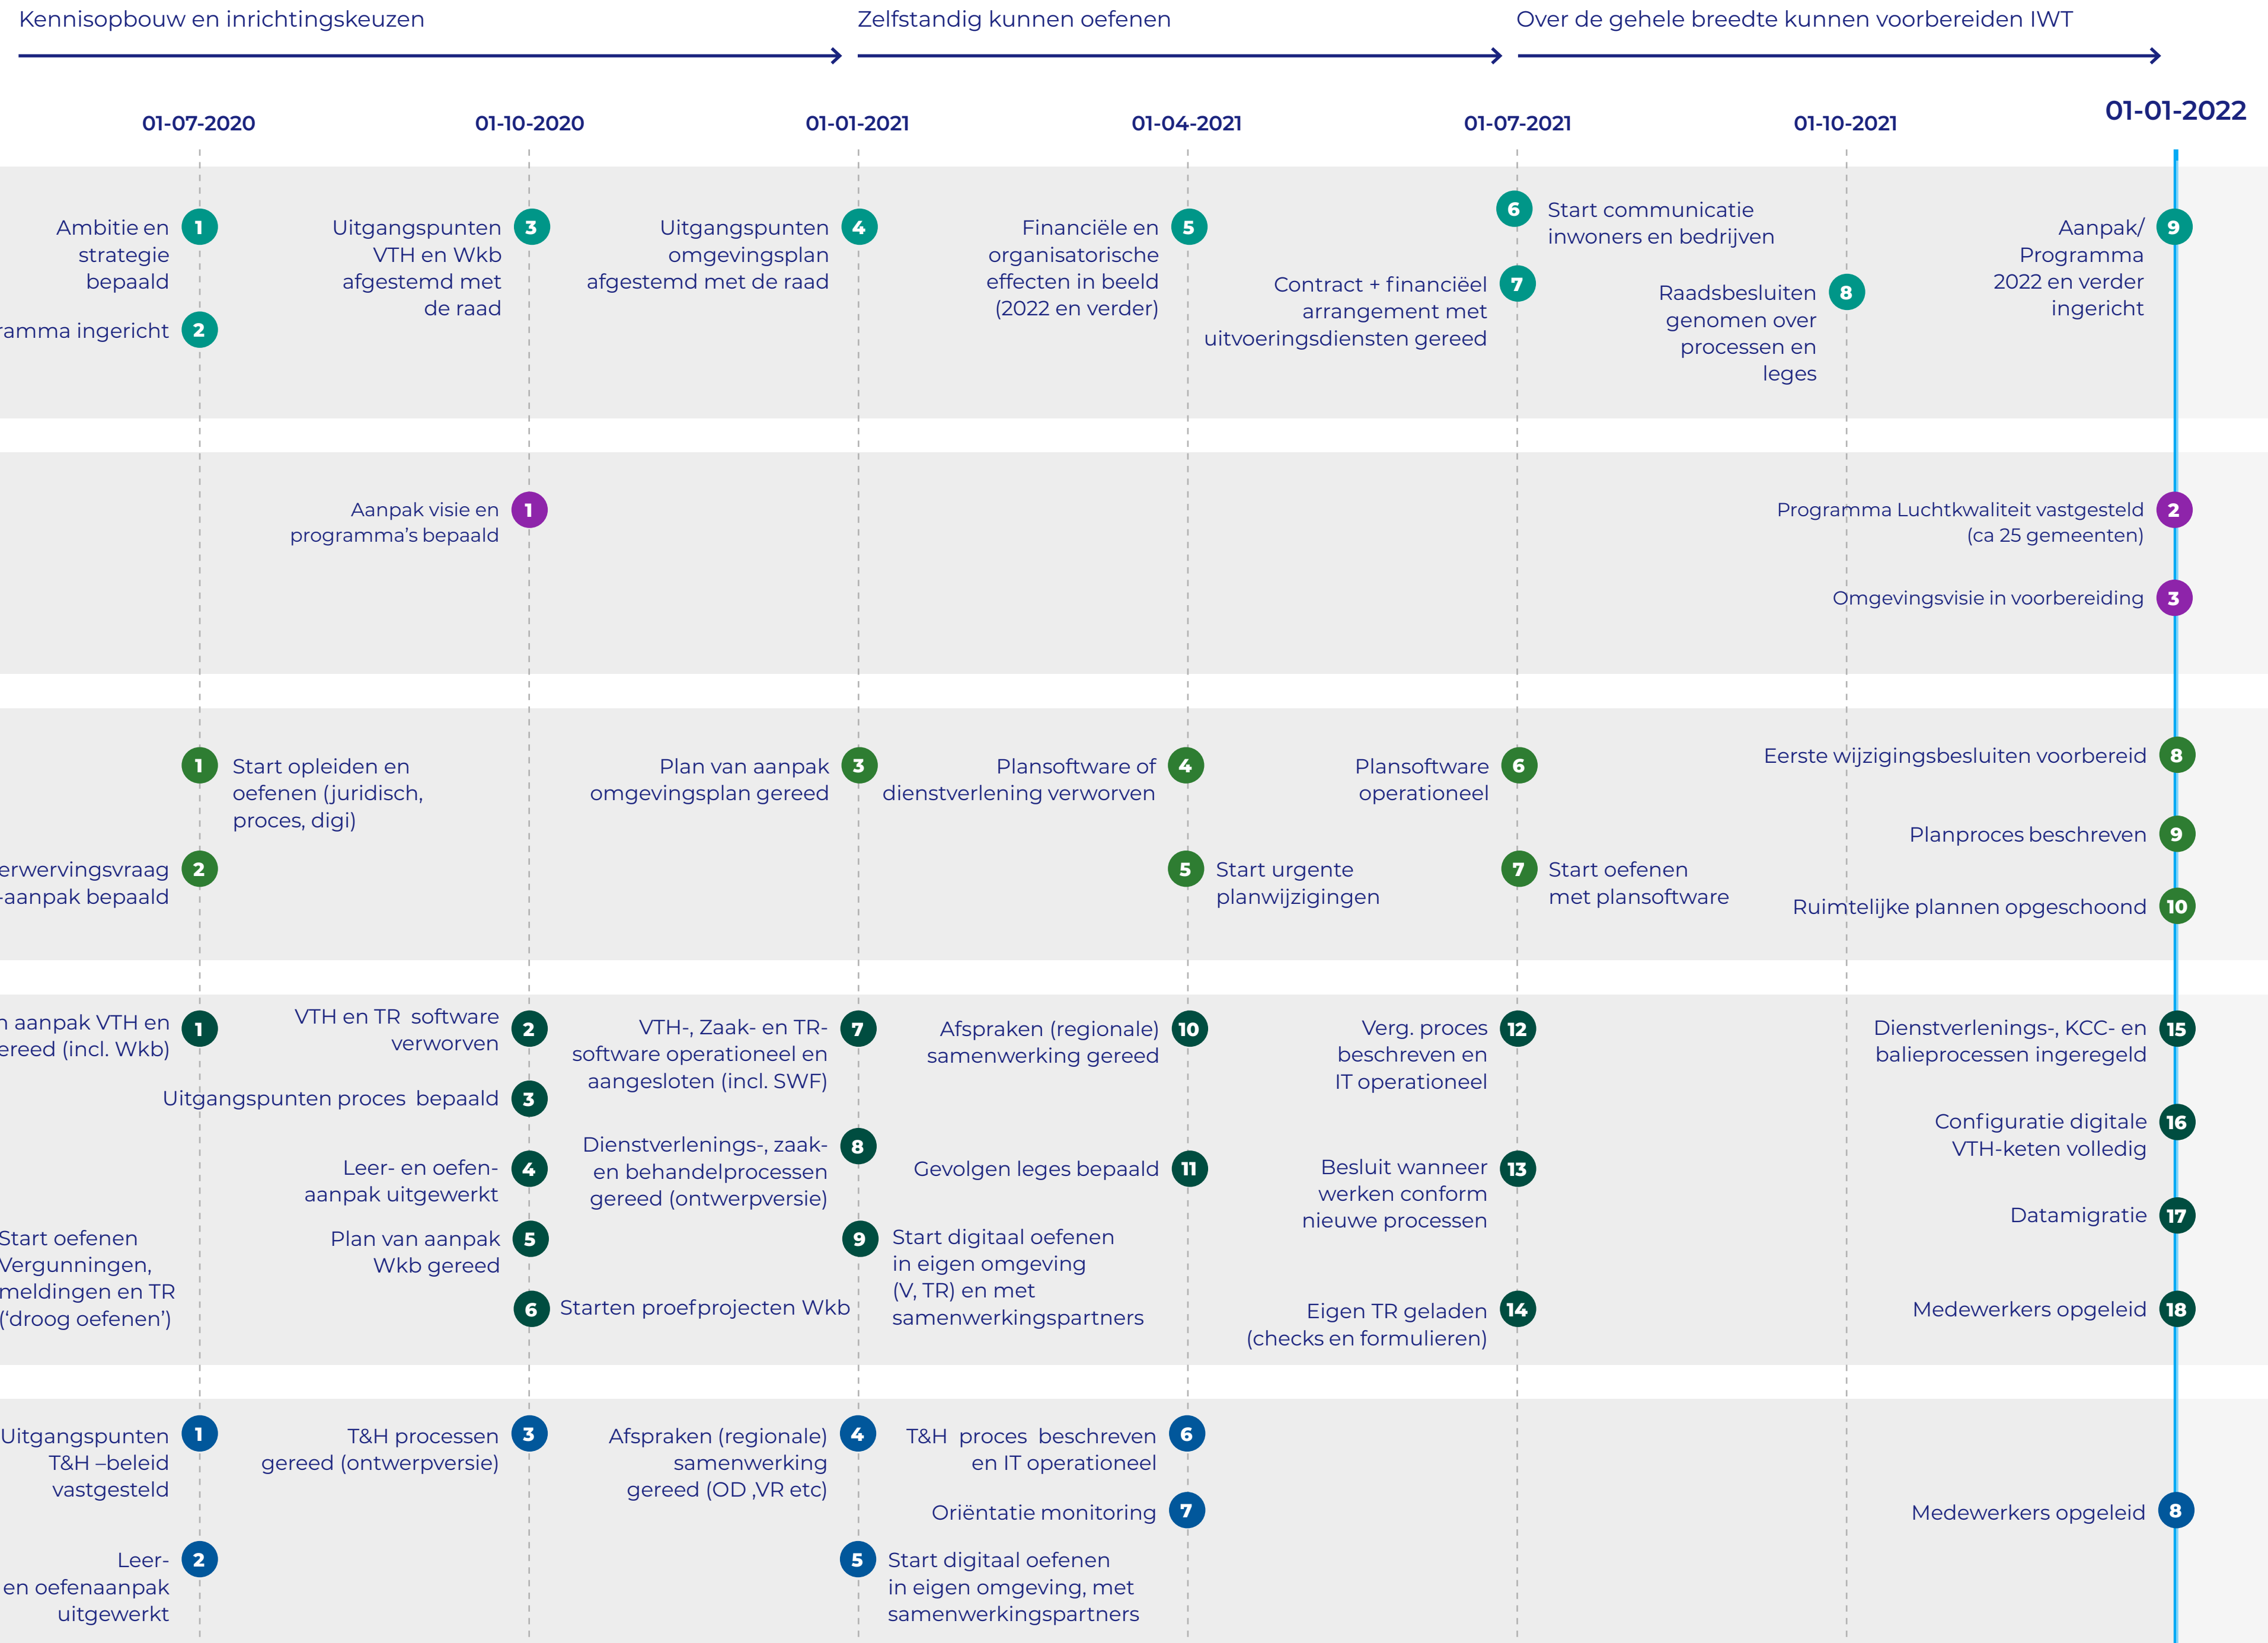 Kennisopbouw en inrichtingskeuzen
Zelfstandig kunnen oefenen
Over de gehele breedte kunnen voorbereiden IWT
01-07-2020
01-10-2020
01-01-2021
01-04-2021
01-07-2021
01-10-2021
01-01-2022
Ambitie en
strategie
bepaald
1
ramma ingericht
2
Uitgangspunten
VTH en Wkb
afgestemd met
de raad
3
Uitgangspunten
omgevingsplan
afgestemd met de raad
4
Financiële en
organisatorische
effecten in beeld
(2022 en verder)
5
6
Start communicatie
inwoners en bedrijven
Contract + financiëel
arrangement met
uitvoeringsdiensten gereed
7
Raadsbesluiten
genomen over
processen en
leges
8
Aanpak/
Programma
2022 en verder
ingericht
9
Aanpak visie en
programma's bepaald
1
Programma Luchtkwaliteit vastgesteld
(ca 25 gemeenten)
2
Omgevingsvisie in voorbereiding
3
1
Start opleiden en
oefenen (juridisch,
proces, digi)
erwervingsvraag
-aanpak bepaald
2
Plan van aanpak
omgevingsplan gereed
3
Plansoftware of
dienstverlening verworven
4
5
Start urgente
planwijzigingen
Plansoftware
operationeel
6
7
Start oefenen
met plansoftware
Eerste wijzigingsbesluiten voorbereid
8
Planproces beschreven
9
Ruimtelijke plannen opgeschoond
10
n aanpak VTH en
ereed (incl. Wkb)
1
Start oefenen
Vergunningen,
meldingen en TR
('droog oefenen')
VTH en TR software
verworven
2
Uitgangspunten proces bepaald
3
Leer- en oefen-
aanpak uitgewerkt
4
Plan van aanpak
Wkb gereed
5
6
Starten proefprojecten Wkb
VTH-, Zaak- en TR-
software operationeel en
aangesloten (incl. SWF)
7
Dienstverlenings-, zaak-
en behandelprocessen
gereed (ontwerpversie)
8
9
Start digitaal oefenen
in eigen omgeving
(V, TR) en met
samenwerkingspartners
Afspraken (regionale)
samenwerking gereed
10
Gevolgen leges bepaald
11
Verg. proces
beschreven en
IT operationeel
12
Besluit wanneer
werken conform
nieuwe processen
13
Eigen TR geladen
(checks en formulieren)
14
Dienstverlenings-, KCC- en
balieprocessen ingeregeld
15
Configuratie digitale
VTH-keten volledig
16
Datamigratie
17
Medewerkers opgeleid
18
Uitgangspunten
T&H –beleid
vastgesteld
1
Leer-
en oefenaanpak
uitgewerkt
2
T&H processen
gereed (ontwerpversie)
3
Afspraken (regionale)
samenwerking
gereed (OD ,VR etc)
4
5
Start digitaal oefenen
in eigen omgeving, met
samenwerkingspartners
T&H proces beschreven
en IT operationeel
6
Oriëntatie monitoring
7
Medewerkers opgeleid
8